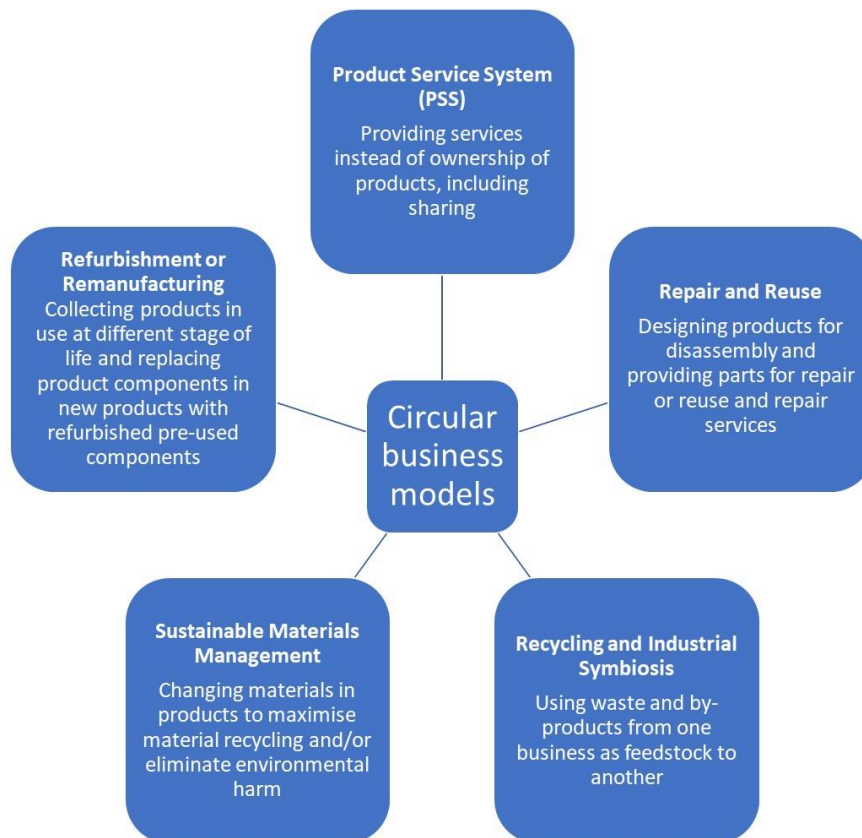 Product Service System
(PSS)
Providing services
instead of ownership of
products, including
sharing
Refurbishment or
Remanufacturing
Collecting products in
use at different stage of
life and replacing
product components in
new products with
refurbished pre-used
components
Repair and Reuse
Designing products for
disassembly and
providing parts for repair
or reuse and repair
services
Circular
business
models
Sustainable Materials
Management
Changing materials in
products to maximise
material recycling and/or
eliminate environmental
harm
Recycling and Industrial
Symbiosis
Using waste and by-
products from one
business as feedstock to
another